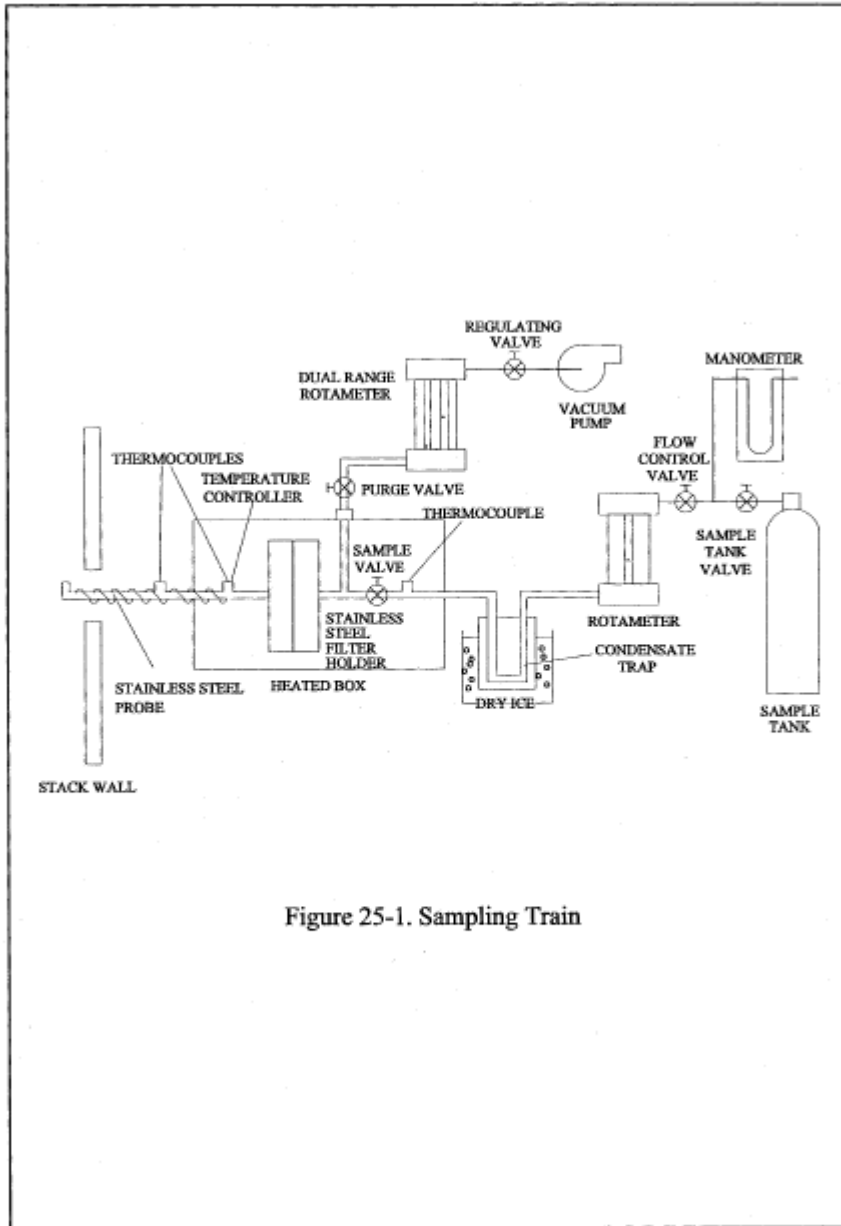 REGULATING
VALVE
MANOMETER
DUAL RANGE
ROTAMETER
VACUUM
PUMP
FLOW
CONTROL
VALVE
THERMOCOUPLES
TEMPERATURE
CONTROLLER
PURGE VALVE
THERMOCOUPLE
SAMPLE
VALVE
SAMPLE
TANK
VALVE
STAINLESS
STEEL
FILTER
HOLDER
ROTAMETER
CONDENSATE
TRAP
HEATED BOX
STAINLESS STEEL
PROBE
DRY ICE
SAMPLE
TANK
STACK WALL
Figure 25-1. Sampling Train